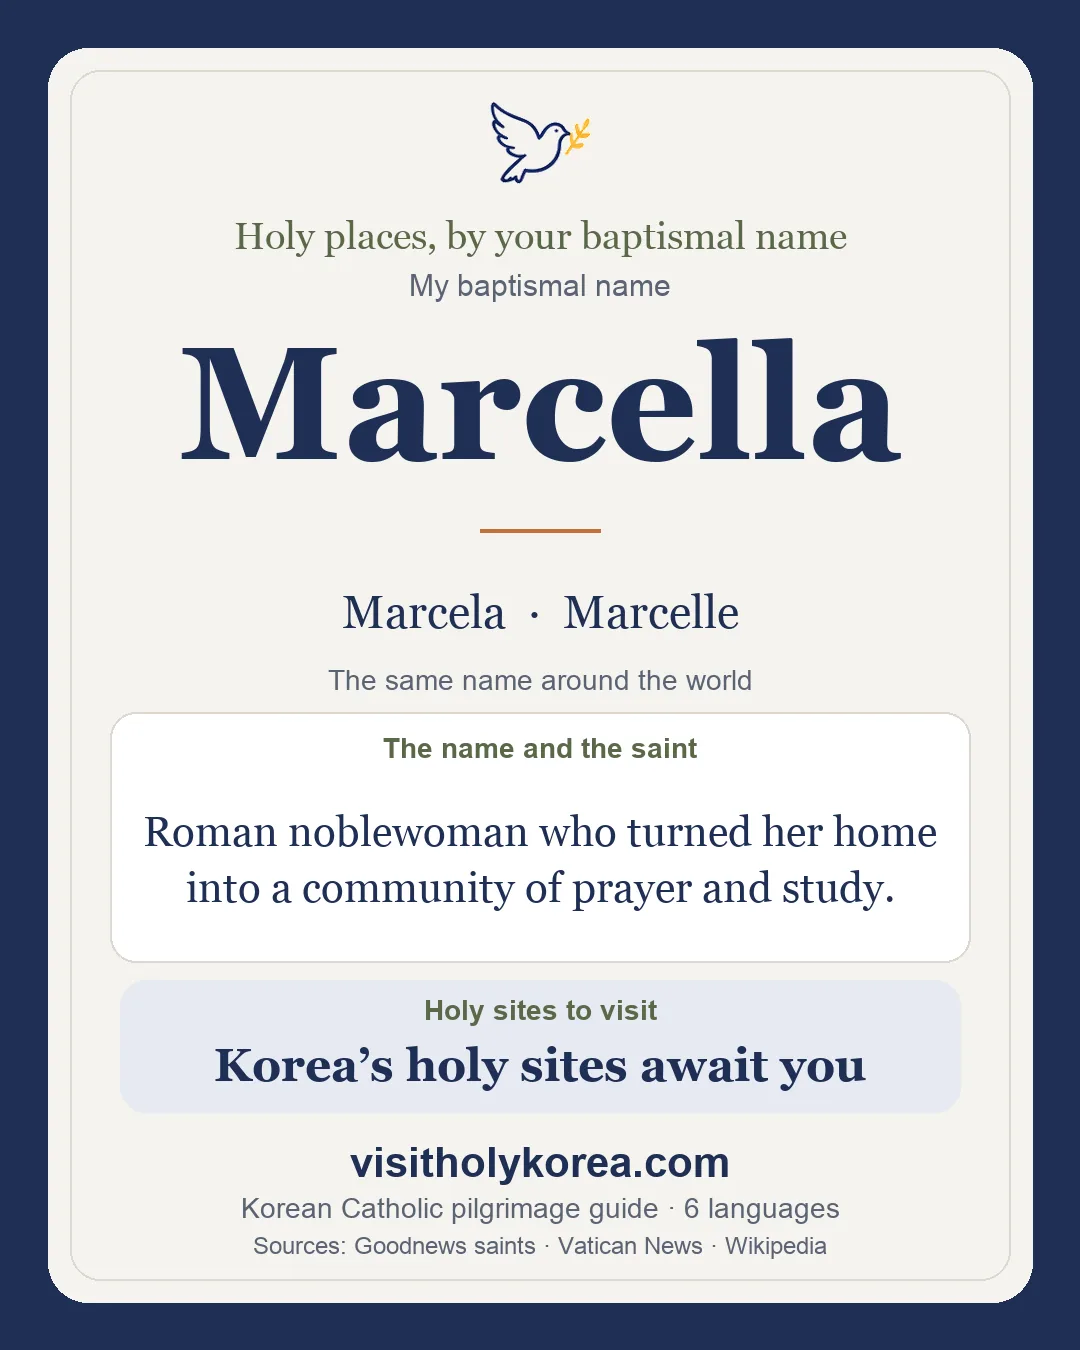 Holy places, by your baptismal name
My baptismal name
Marcella
Marcela · Marcelle
The same name around the world
The name and the saint
Roman noblewoman who turned her home
into a community of prayer and study.
Holy sites to visit
Korea’s holy sites await you
visitholykorea.com
Korean Catholic pilgrimage guide · 6 languages
Sources: Goodnews saints · Vatican News · Wikipedia